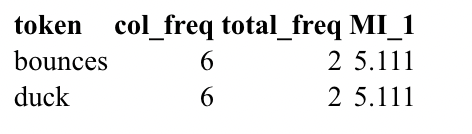 token col_freq total_freq MI_1
bounces 6 2 5.111
duck 6 2 5.111